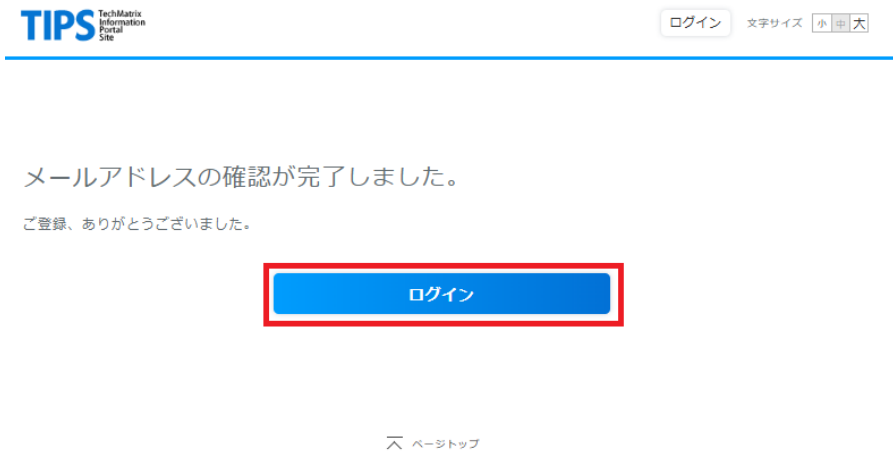 TIPS TechMatrix
Information
Portal
Site
ログイン 文字サイズ 小 中 大
メールアドレスの確認が完了しました。
ご登録、ありがとうございました。
ログイン
ページトップ